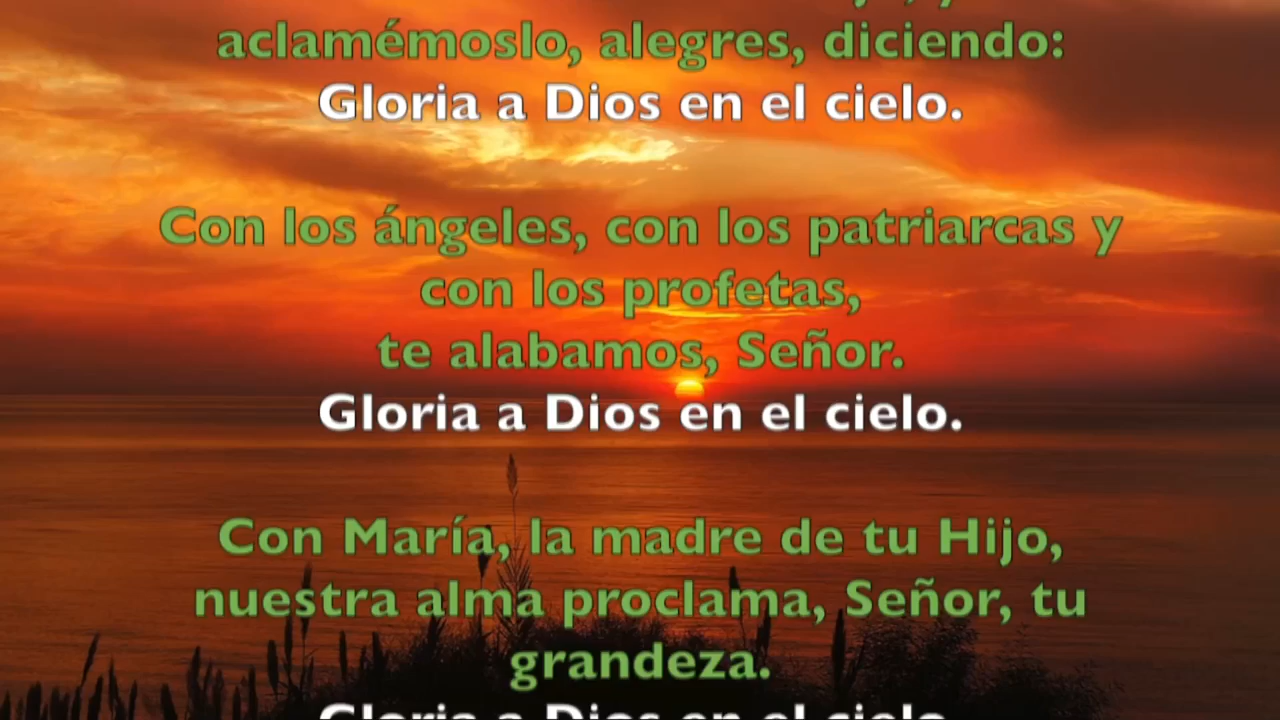 aclamémoslo, alegres, diciendo:
Gloria a Dios en el cielo.
Con los ángeles, con los patriarcas y
con los profetas,
te alabamos, Señor.
Gloria a Dios en el cielo.
Con María, la madre de tu Hijo,
nuestra alma proclama, Señor, tu
grandeza.
Gloria a Dios en el cielo.